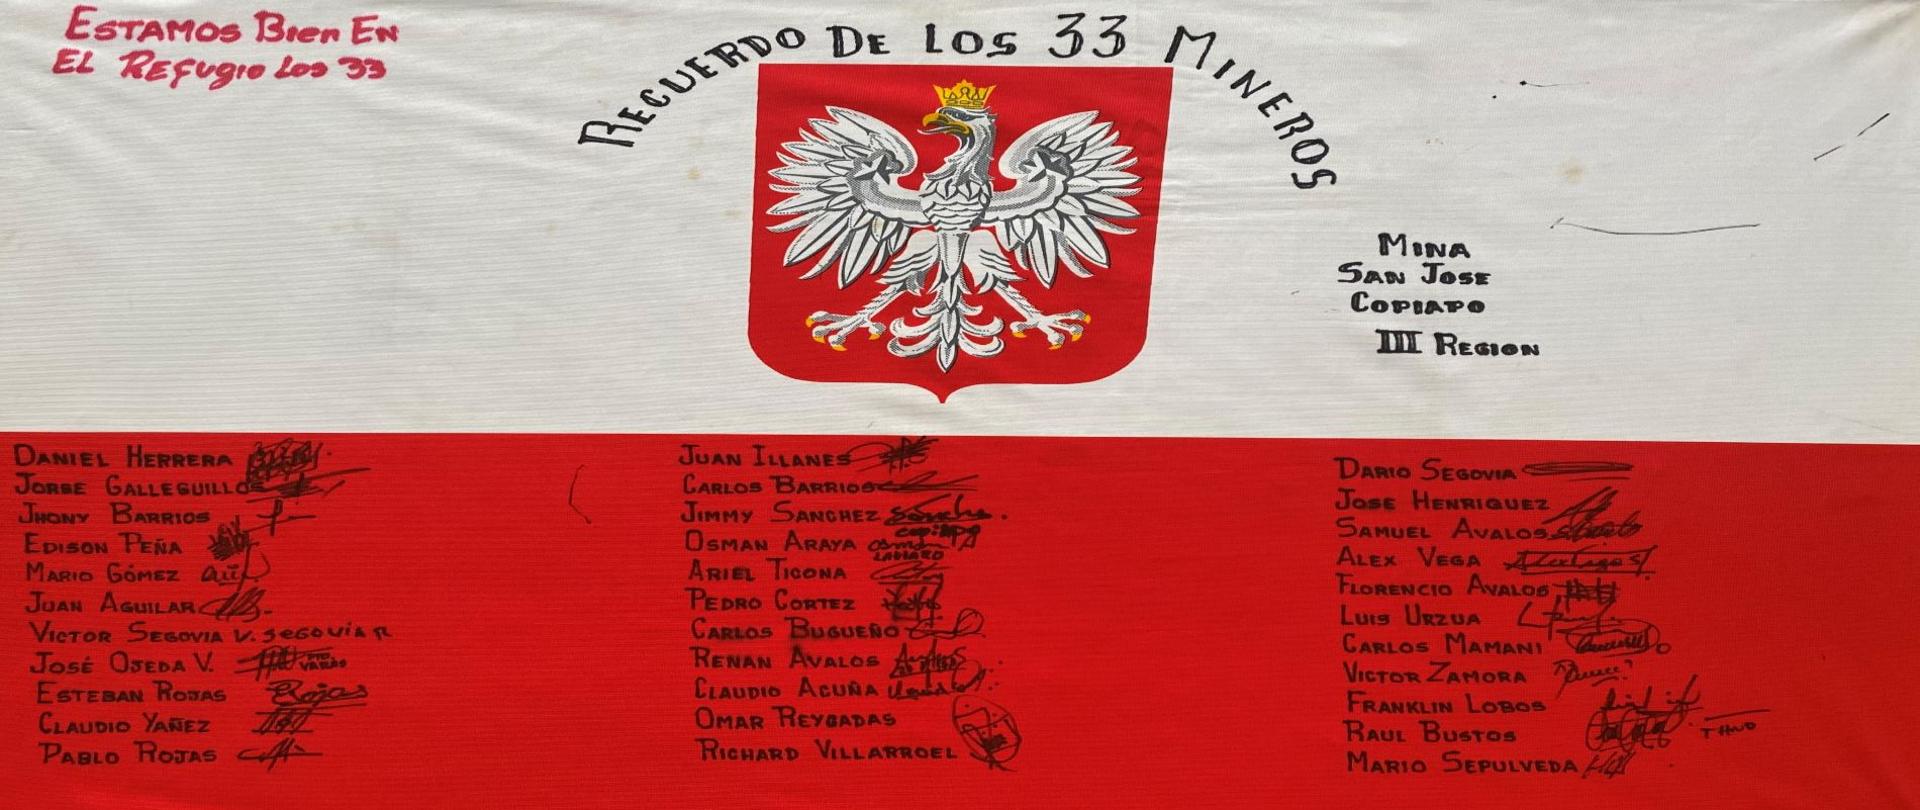 ESTAMOS BIEN EN
EL REFUGIO LOS 33
RECUERDO DE LOS 33 MINEROS
MINA
SAN JOSE
COPIAPO
III REGION
DANIEL HERRERA
JORGE GALLEGUILLOS
JHONY BARRIOS
EDISON PEÑA
MARIO GÓMEZ
JUAN AGUILAR
VICTOR SEGOVIA V. SEGOVIA R
JOSÉ OJEDA V.
ESTEBAN ROJAS Rojas
CLAUDIO YAÑEZ
PABLO ROJAS
JUAN ILLANES
CARLOS BARRIOS
JIMMY SANCHEZ Sanchez
OSMAN ARAYA
ARIEL TICONA
PEDRO CORTEZ
CARLOS BUGUEÑO
RENAN AVALOS
CLAUDIO ACUÑA
OMAR REYGADAS
RICHARD VILLARROEL
DARIO SEGOVIA
JOSE HENRIQUEZ
SAMUEL AVALOS
ALEX VEGA
FLORENCIO AVALOS
LUIS URZUA
CARLOS MAMANI
VICTOR ZAMORA
FRANKLIN LOBOS
RAUL BUSTOS
MARIO SEPULVEDA